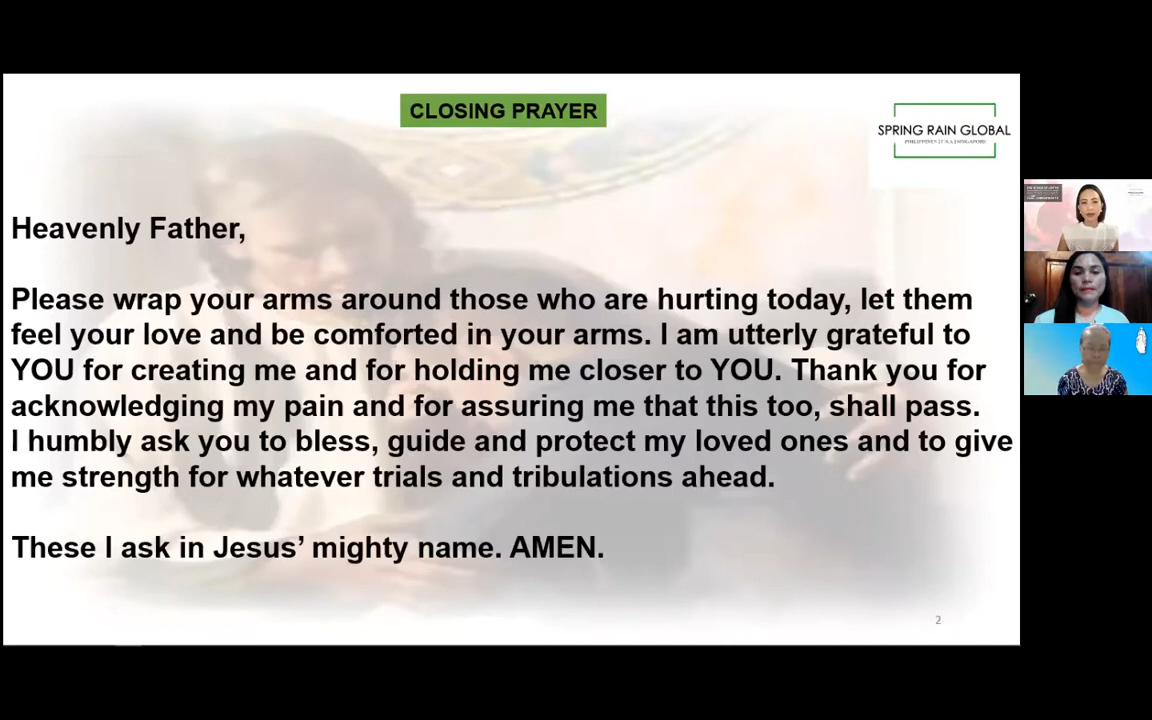 CLOSING PRAYER
SPRING RAIN GLOBAL
Heavenly Father,
Please wrap your arms around those who are hurting today, let them
feel your love and be comforted in your arms. I am utterly grateful to
YOU for creating me and for holding me closer to YOU. Thank you for
acknowledging my pain and for assuring me that this too, shall pass.
I humbly ask you to bless, guide and protect my loved ones and to give
me strength for whatever trials and tribulations ahead.
These I ask in Jesus’ mighty name. AMEN.
2